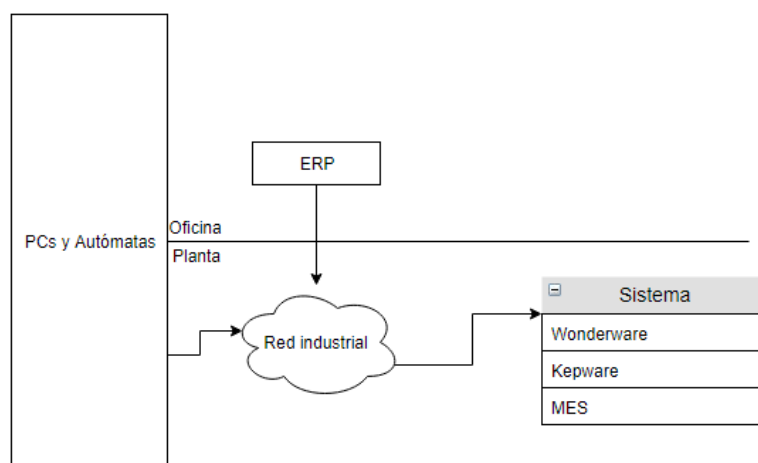 ERP
PCs y Autómatas
Oficina
Planta
Red industrial
Sistema
Wonderware
Kepware
MES